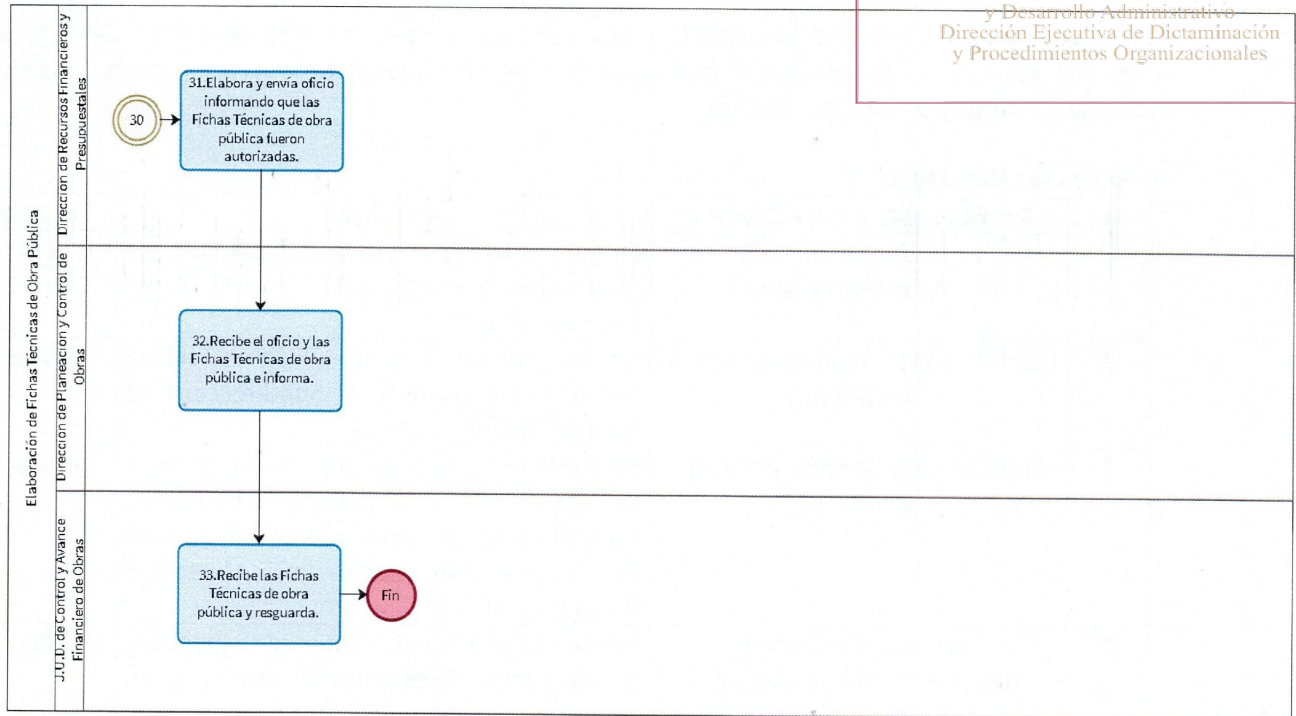 y Desarrollo Administrativo
Dirección Ejecutiva de Dictaminación
y Procedimientos Organizacionales
Elaboración de Fichas Técnicas de Obra Pública
Dirección de Recursos Financieros y
Presupuestales
30
31.Elabora y envía oficio
informando que las
Fichas Técnicas de obra
pública fueron
autorizadas.
Dirección de Planeación y Control de
Obras
32.Recibe el oficio y las
Fichas Técnicas de obra
pública e informa.
J.U.D. de Control y Avance
Financiero de Obras
33.Recibe las Fichas
Técnicas de obra
pública y resguarda.
Fin